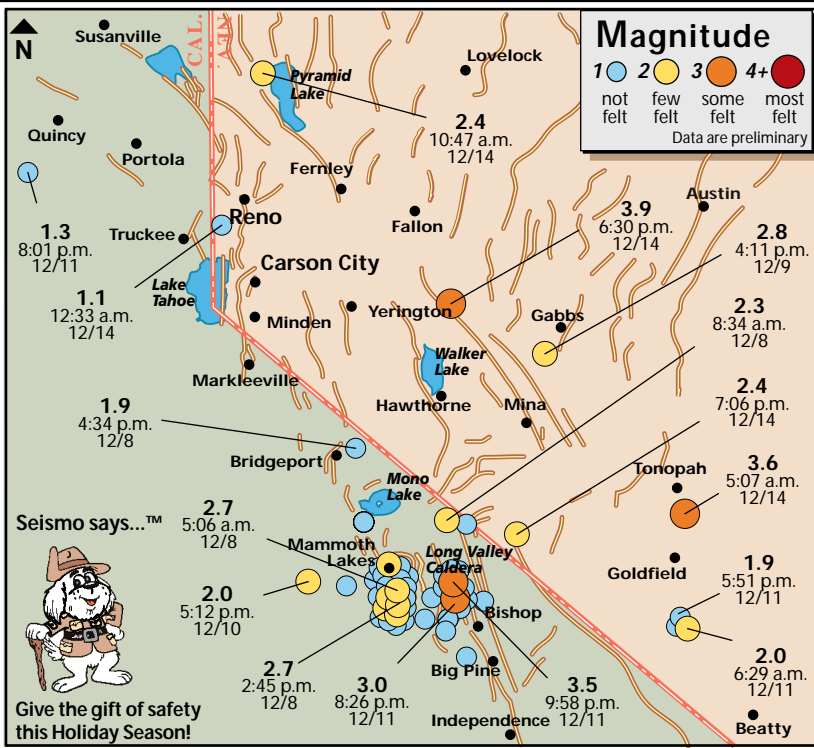 N
Susanville
CAL.
NEV.
Pyramid
Lake
Lovelock
Magnitude
1 2 3 4+
not felt
few felt
some felt
most felt
Data are preliminary
Quincy
Portola
2.4
10:47 a.m.
12/14
Fernley
Austin
Reno
Fallon
Truckee
1.3
8:01 p.m.
12/11
3.9
6:30 p.m.
12/14
2.8
4:11 p.m.
12/9
Carson City
Lake
Tahoe
1.1
12:33 a.m.
12/14
Minden
Yerington
Gabbs
2.3
8:34 a.m.
12/8
Walker
Lake
Markleeville
Hawthorne
Mina
2.4
7:06 p.m.
12/14
1.9
4:34 p.m.
12/8
Bridgeport
Mono
Lake
Tonopah
3.6
5:07 a.m.
12/14
Seismo says...™
2.7
5:06 a.m.
12/8
Mammoth
Lakes
Long Valley
Caldera
Goldfield
1.9
5:51 p.m.
12/11
2.0
5:12 p.m.
12/10
Bishop
2.7
2:45 p.m.
12/8
3.0
8:26 p.m.
12/11
Big Pine
3.5
9:58 p.m.
12/11
2.0
6:29 a.m.
12/11
Give the gift of safety
this Holiday Season!
Independence
Beatty